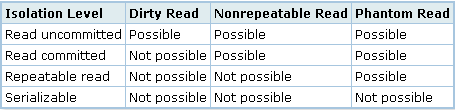 Isolation Level Dirty Read Nonrepeatable Read Phantom Read
Read uncommitted Possible Possible Possible
Read committed Not possible Possible Possible
Repeatable read Not possible Not possible Possible
Serializable Not possible Not possible Not possible